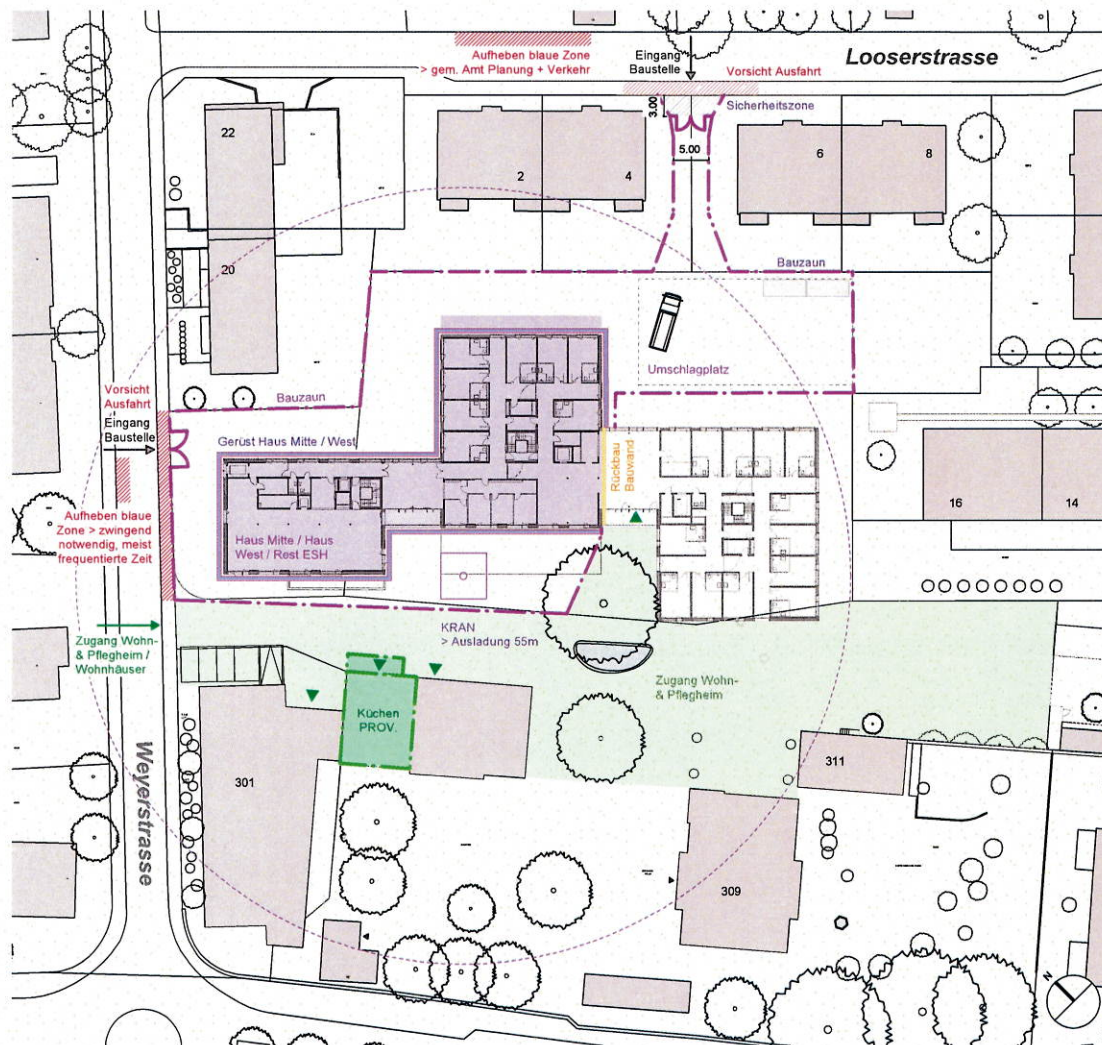 Aufheben blaue Zone
> gem. Amt Planung + Verkehr
Eingang
Baustelle
Vorsicht Ausfahrt
Looserstrasse
Sicherheitszone
3.00
5.00
22
2
4
6
8
20
Bauzaun
Umschlagplatz
Vorsicht
Ausfahrt
Eingang
Baustelle
Bauzaun
Gerüst Haus Mitte / West
Rückbau
Bauwand
16
14
Aufheben blaue
Zone > zwingend
notwendig, meist
frequentierte Zeit
Haus Mitte / Haus
West / Rest ESH
KRAN
> Ausladung 55m
Zugang Wohn-
& Pflegheim /
Wohnhäuser
Zugang Wohn-
& Pflegheim
Küchen
PROV.
Weyerstrasse
301
311
309
N